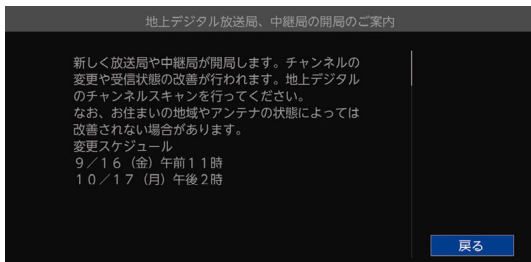 地上デジタル放送局、中継局の開局のご案内
新しく放送局や中継局が開局します。チャンネルの
変更や受信状態の改善が行われます。地上デジタル
のチャンネルスキャンを行ってください。
なお、お住まいの地域やアンテナの状態によっては
改善されない場合があります。
変更スケジュール
９／１６（金）午前１１時
１０／１７（月）午後２時
戻る